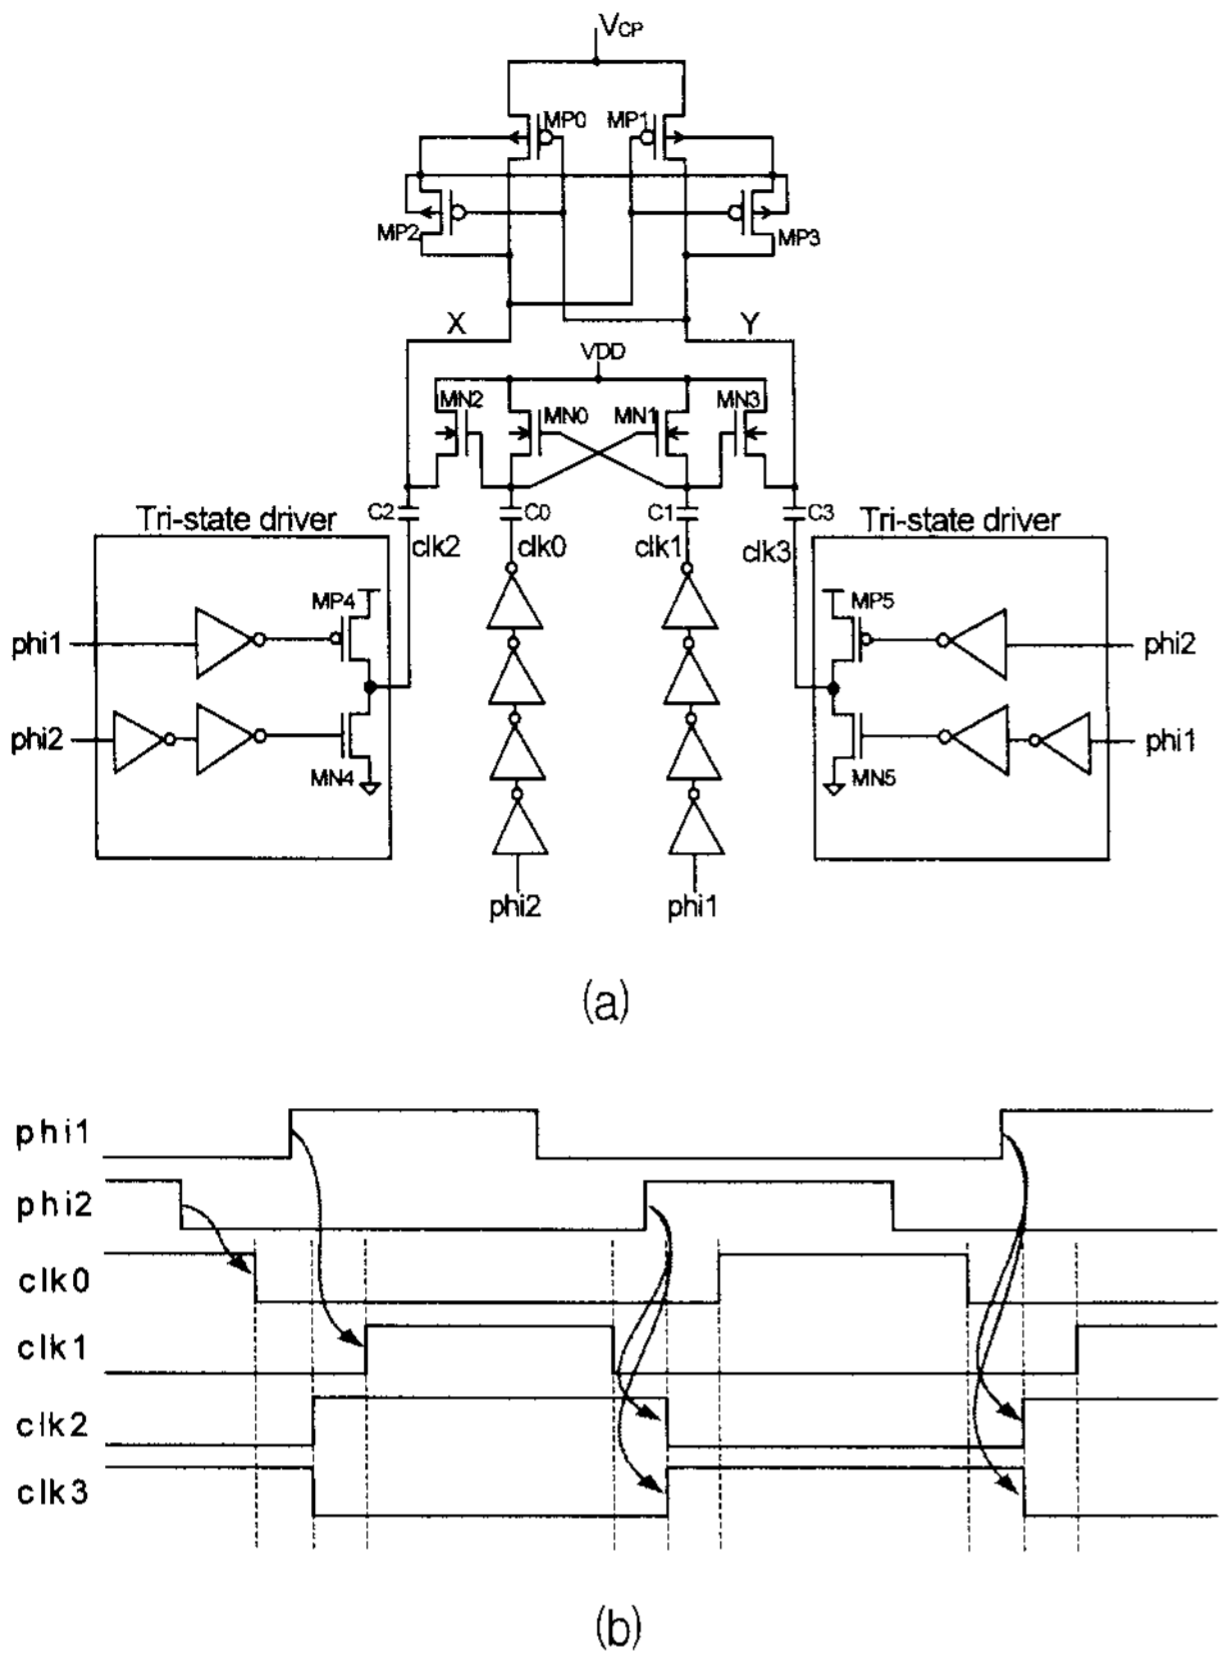 VCP
MP0 MP1
MP2 MP3
X Y
VDD
MN2 MN0 MN1 MN3
Tri-state driver C2 C0 C1 C3 Tri-state driver
clk2 clk0 clk1 clk3
MP4 MP5
phi1 phi2
phi2 phi1
MN4 MN5
phi2 phi1
(a)
phi1
phi2
clk0
clk1
clk2
clk3
(b)